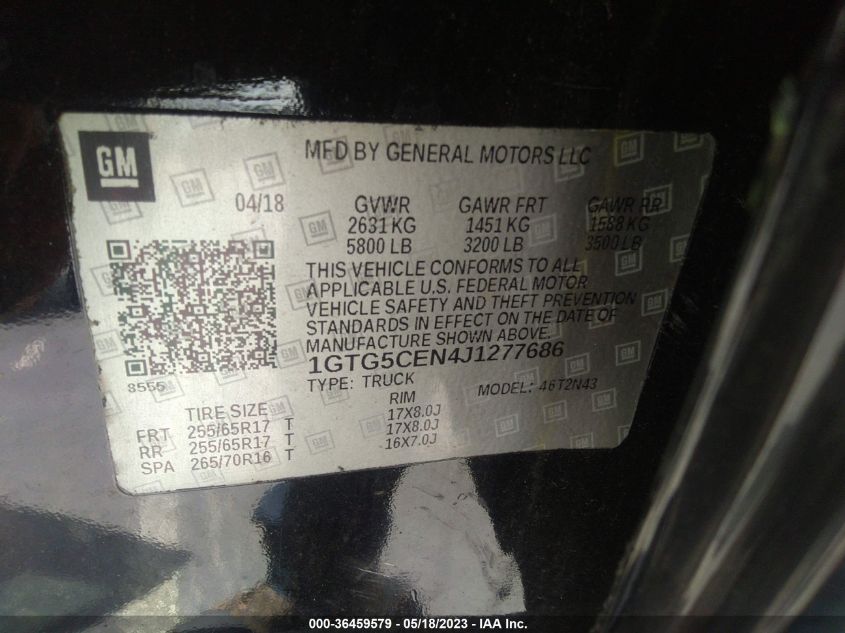 GM
MFD BY GENERAL MOTORS LLC
04/18 GVWR GAWR FRT GAWR RR
2631 KG 1451 KG 1588 KG
5800 LB 3200 LB 3500 LB
THIS VEHICLE CONFORMS TO ALL
APPLICABLE U.S. FEDERAL MOTOR
VEHICLE SAFETY AND THEFT PREVENTION
STANDARDS IN EFFECT ON THE DATE OF
MANUFACTURE SHOWN ABOVE.
1GTG5CEN4J1277686
8555 TYPE: TRUCK MODEL: 46T2N43
TIRE SIZE RIM
FRT 255/65R17 T 17X8.0J
RR 255/65R17 T 17X8.0J
SPA 265/70R16 T 16X7.0J
000-36459579 - 05/18/2023 - IAA Inc.